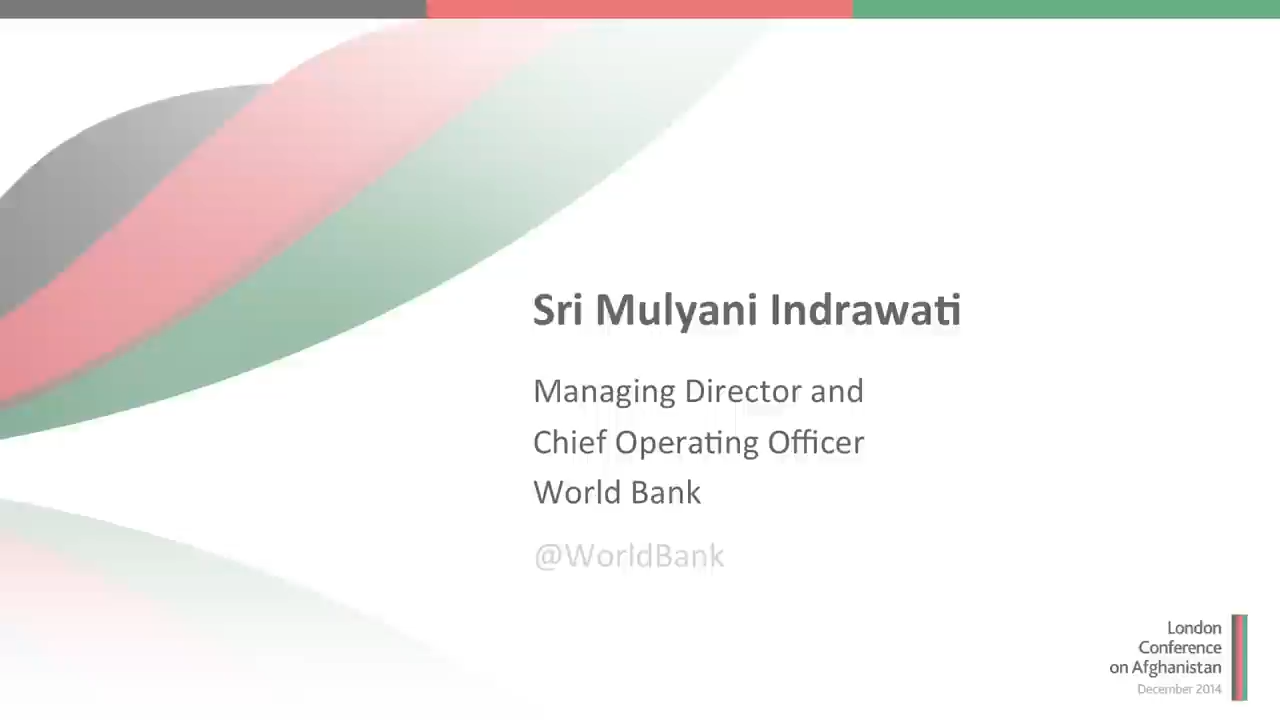 Sri Mulyani Indrawati
Managing Director and
Chief Operating Officer
World Bank
@WorldBank
London
Conference
on Afghanistan
December 2014